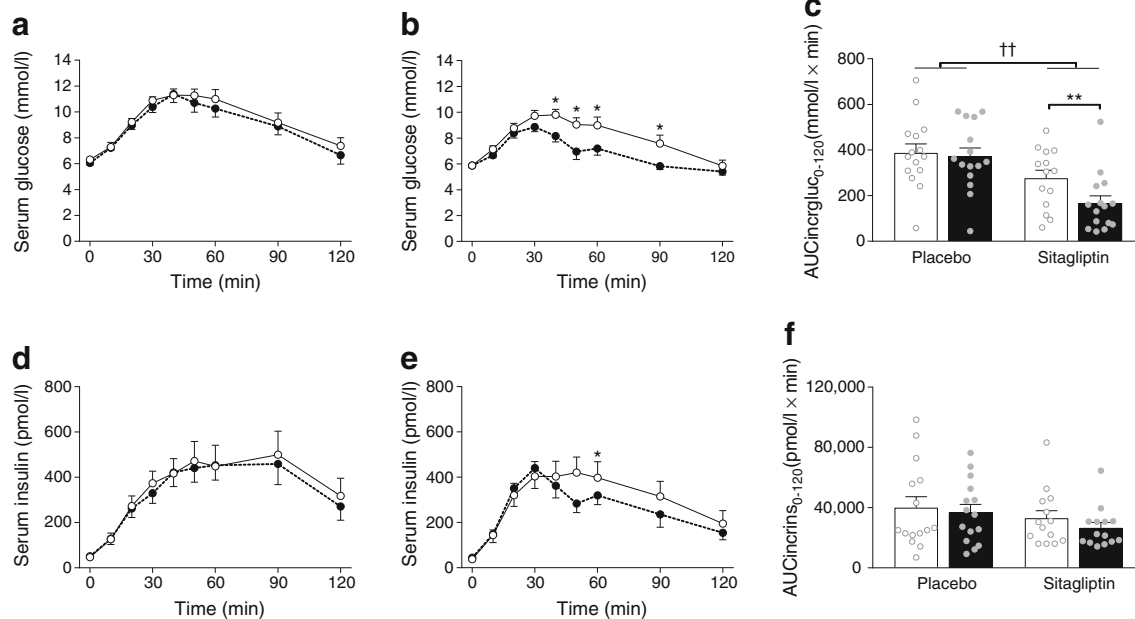 a
Serum glucose (mmol/l)
14
12
10
8
6
4
2
0
0 30 60 90 120
Time (min)
b
Serum glucose (mmol/l)
14
12
10
8
6
4
2
0
* * * *
0 30 60 90 120
Time (min)
c
AUCincrgluc0-120(mmol/l × min)
800
600
400
200
0
††
**
Placebo Sitagliptin
d
Serum insulin (pmol/l)
800
600
400
200
0
0 30 60 90 120
Time (min)
e
Serum insulin (pmol/l)
800
600
400
200
0
*
0 30 60 90 120
Time (min)
f
AUCincrins0-120(pmol/l × min)
120,000
80,000
40,000
0
Placebo Sitagliptin